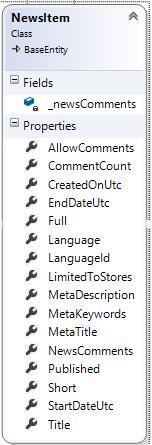 NewsItem
Class
BaseEntity
Fields
_newsComments
Properties
AllowComments
CommentCount
CreatedOnUtc
EndDateUtc
Full
Language
LanguageId
LimitedToStores
MetaDescription
MetaKeywords
MetaTitle
NewsComments
Published
Short
StartDateUtc
Title